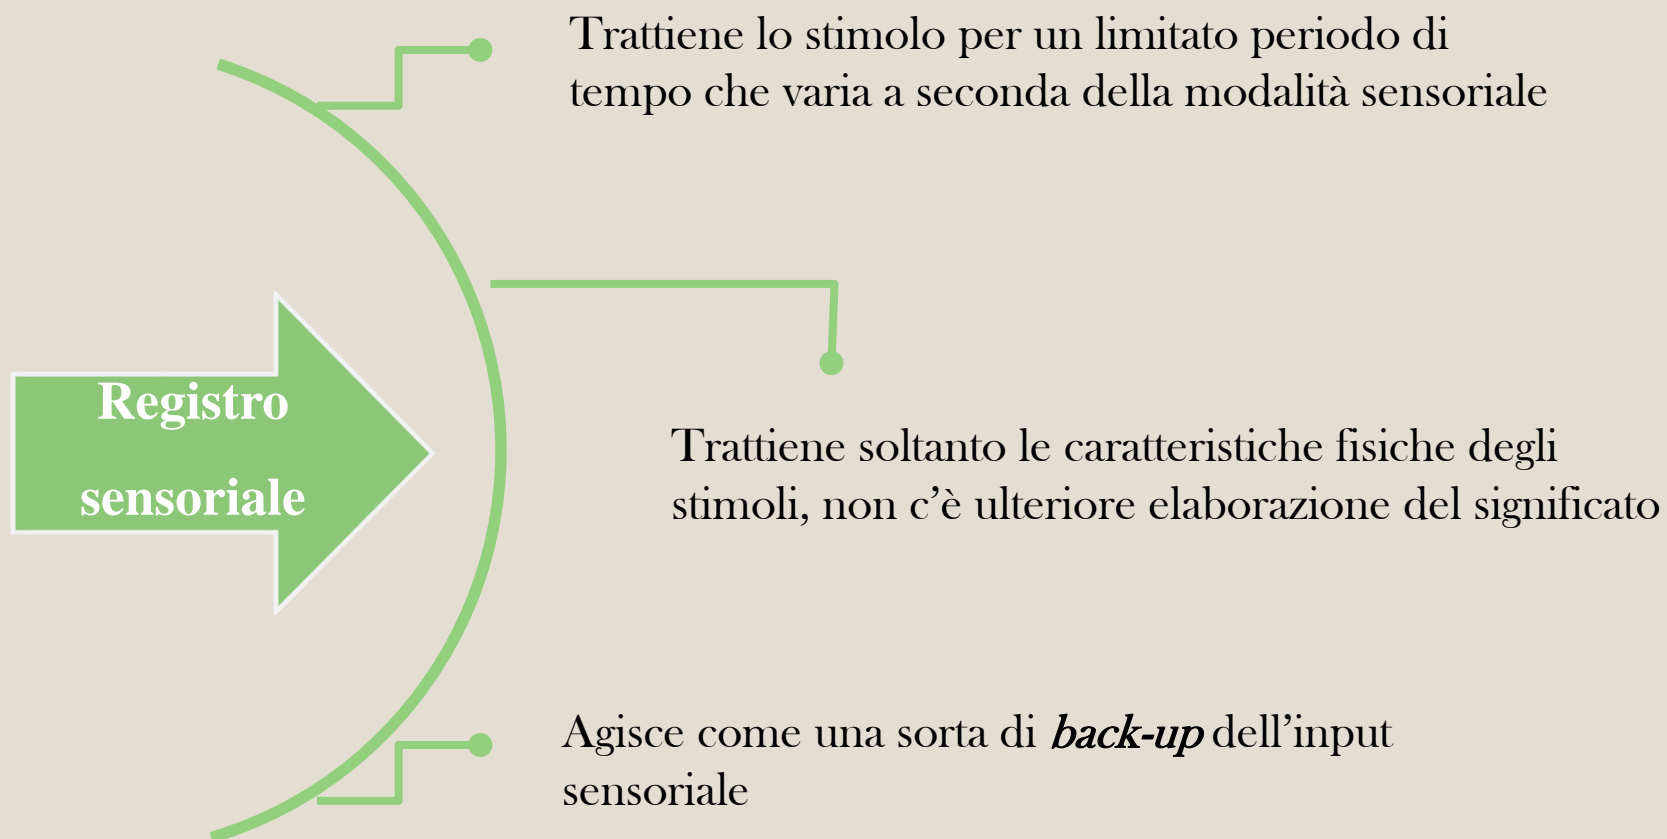 Trattiene lo stimolo per un limitato periodo di
tempo che varia a seconda della modalità sensoriale
Registro
sensoriale
Trattiene soltanto le caratteristiche fisiche degli
stimoli, non c’è ulteriore elaborazione del significato
Agisce come una sorta di back-up dell’input
sensoriale